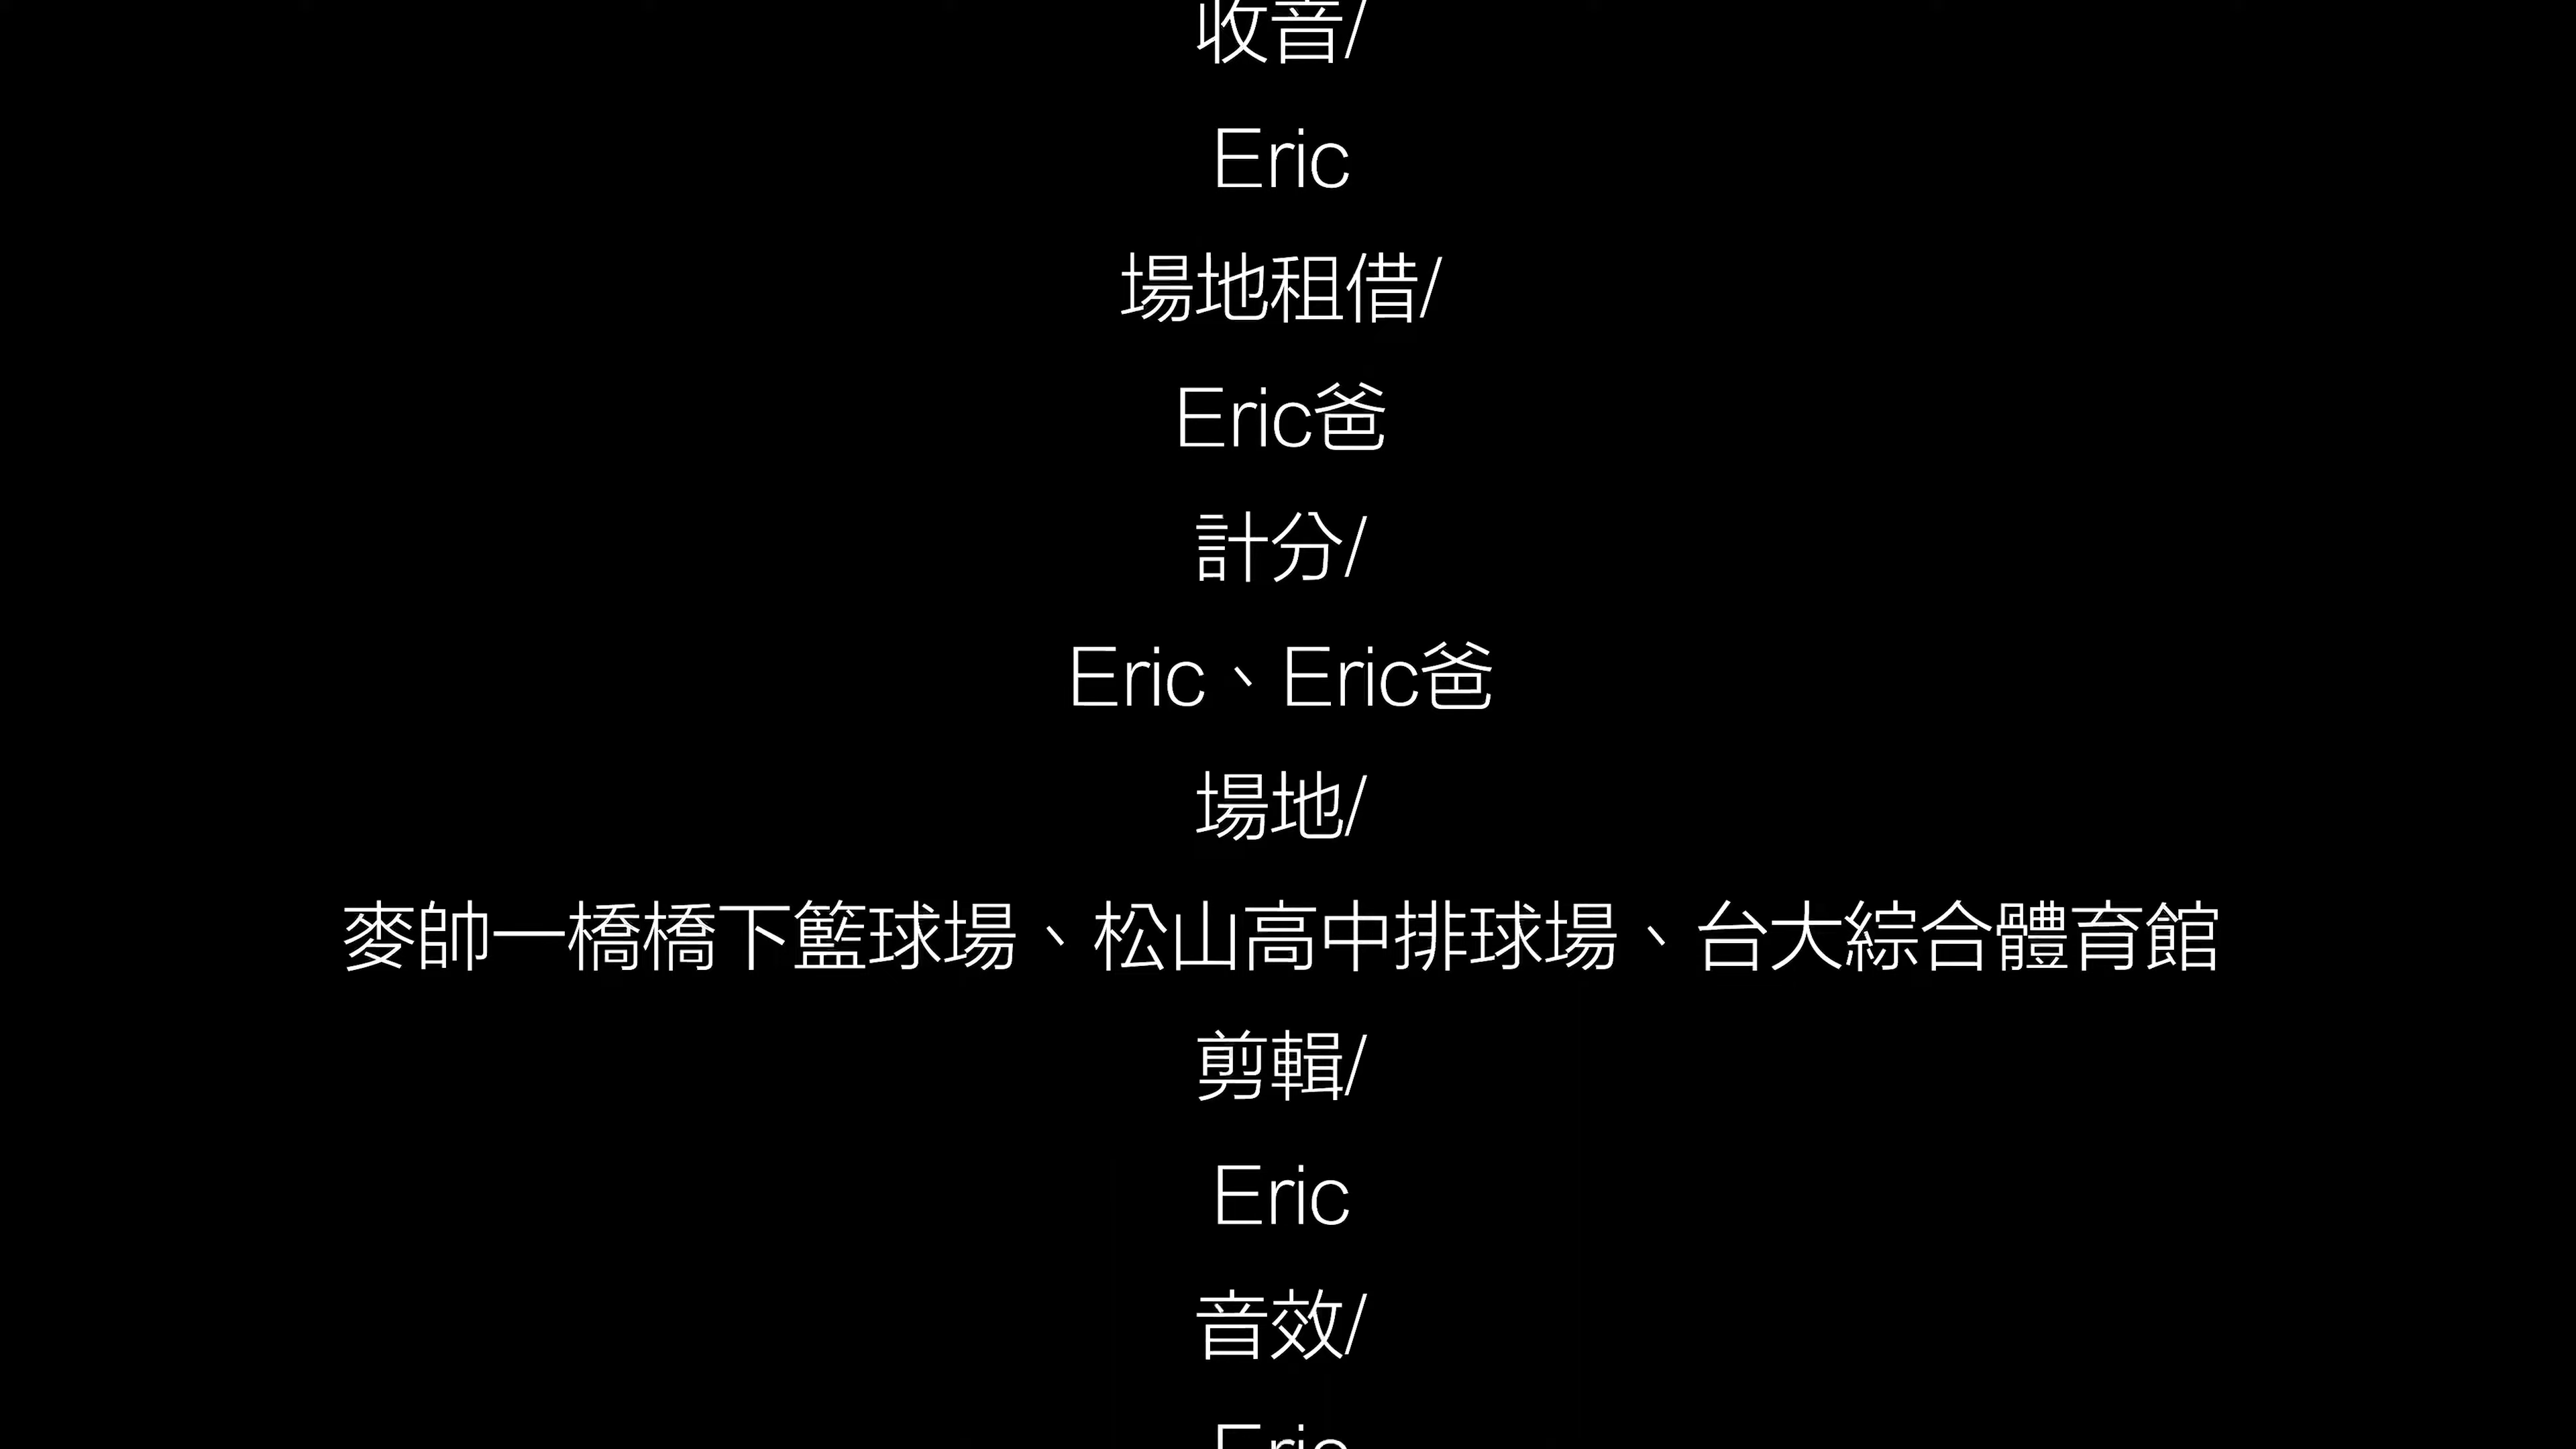 收音/
Eric
場地租借/
Eric爸
計分/
Eric、Eric爸
場地/
麥帥一橋橋下籃球場、松山高中排球場、台大綜合體育館
剪輯/
Eric
音效/
Eric